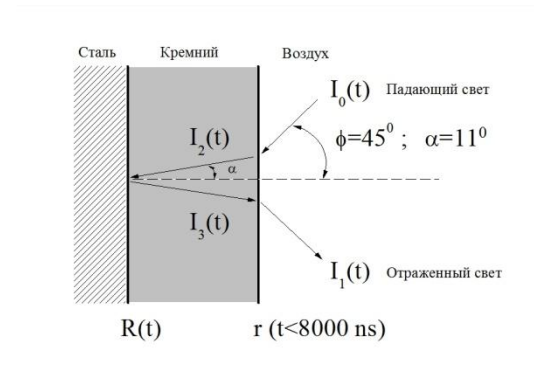 Сталь Кремний Воздух
I₀(t) Падающий свет
ϕ=45⁰ ; α=11⁰
I₂(t)
α
I₃(t)
I₁(t) Отраженный свет
R(t) r (t<8000 ns)